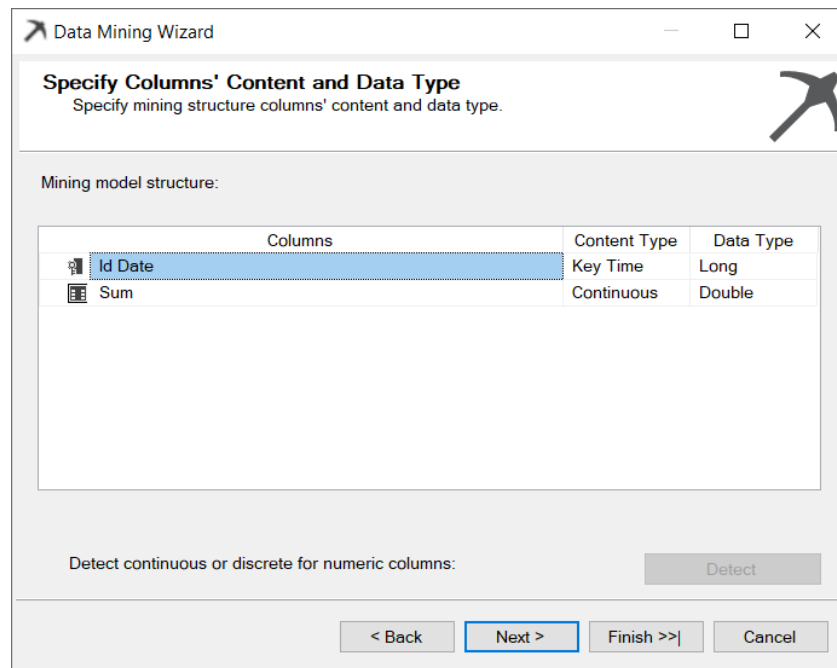 Data Mining Wizard
Specify Columns' Content and Data Type
Specify mining structure columns' content and data type.
Mining model structure:
Columns Content Type Data Type
Id Date Key Time Long
Sum Continuous Double
Detect continuous or discrete for numeric columns: Detect
< Back Next > Finish >>| Cancel